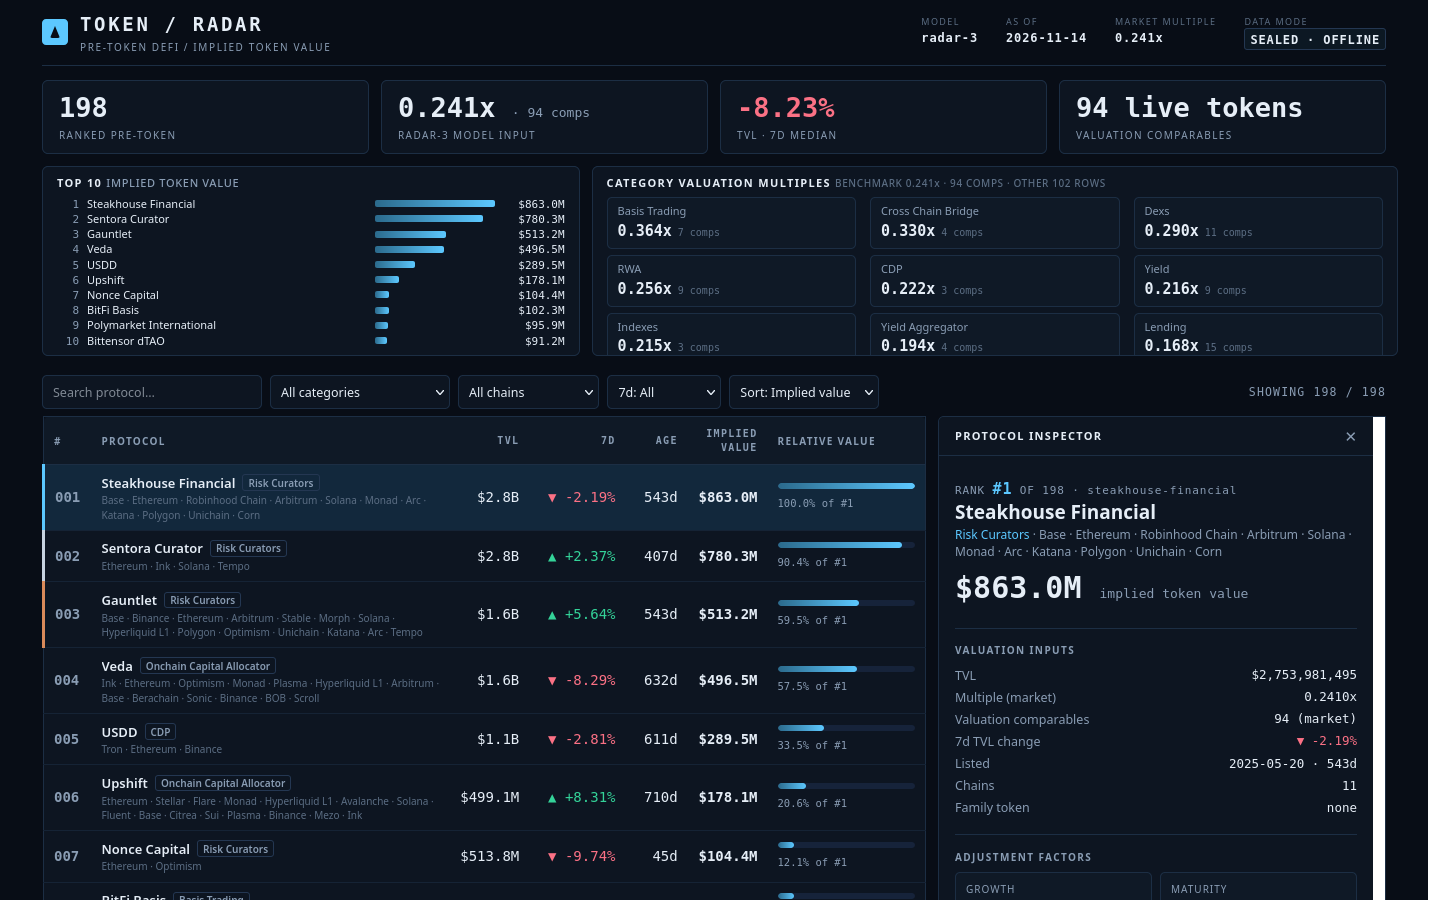 TOKEN / RADAR
PRE-TOKEN DEFI / IMPLIED TOKEN VALUE
MODEL
radar-3
AS OF
2026-11-14
MARKET MULTIPLE
0.241x
DATA MODE
SEALED · OFFLINE
198
RANKED PRE-TOKEN
0.241x · 94 comps
RADAR-3 MODEL INPUT
-8.23%
TVL · 7D MEDIAN
94 live tokens
VALUATION COMPARABLES
TOP 10 IMPLIED TOKEN VALUE
1 Steakhouse Financial $863.0M
2 Sentora Curator $780.3M
3 Gauntlet $513.2M
4 Veda $496.5M
5 USDD $289.5M
6 Upshift $178.1M
7 Nonce Capital $104.4M
8 BitFi Basis $102.3M
9 Polymarket International $95.9M
10 Bittensor dTAO $91.2M
CATEGORY VALUATION MULTIPLES BENCHMARK 0.241x · 94 COMPS · OTHER 102 ROWS
Basis Trading
0.364x 7 comps
Cross Chain Bridge
0.330x 4 comps
Dexs
0.290x 11 comps
RWA
0.256x 9 comps
CDP
0.222x 3 comps
Yield
0.216x 9 comps
Indexes
0.215x 3 comps
Yield Aggregator
0.194x 4 comps
Lending
0.168x 15 comps
Search protocol...
All categories
All chains
7d: All
Sort: Implied value
SHOWING 198 / 198
# PROTOCOL TVL 7D AGE IMPLIED VALUE RELATIVE VALUE
001 Steakhouse Financial Risk Curators $2.8B ▼ -2.19% 543d $863.0M 100.0% of #1
Base · Ethereum · Robinhood Chain · Arbitrum · Solana · Monad · Arc ·
Katana · Polygon · Unichain · Corn
002 Sentora Curator Risk Curators $2.8B ▲ +2.37% 407d $780.3M 90.4% of #1
Ethereum · Ink · Solana · Tempo
003 Gauntlet Risk Curators $1.6B ▲ +5.64% 543d $513.2M 59.5% of #1
Base · Binance · Ethereum · Arbitrum · Stable · Morph · Solana ·
Hyperliquid L1 · Polygon · Optimism · Unichain · Katana · Arc · Tempo
004 Veda Onchain Capital Allocator $1.6B ▼ -8.29% 632d $496.5M 57.5% of #1
Ink · Ethereum · Optimism · Monad · Plasma · Hyperliquid L1 · Arbitrum ·
Base · Berachain · Sonic · Binance · BOB · Scroll
005 USDD CDP $1.1B ▼ -2.81% 611d $289.5M 33.5% of #1
Tron · Ethereum · Binance
006 Upshift Onchain Capital Allocator $499.1M ▲ +8.31% 710d $178.1M 20.6% of #1
Ethereum · Stellar · Flare · Monad · Hyperliquid L1 · Avalanche · Solana ·
Fluent · Base · Citrea · Sui · Plasma · Binance · Mezo · Ink
007 Nonce Capital Risk Curators $513.8M ▼ -9.74% 45d $104.4M 12.1% of #1
Ethereum · Optimism
BitFi Basis Basis Trading
PROTOCOL INSPECTOR ×
RANK #1 OF 198 · steakhouse-financial
Steakhouse Financial
Risk Curators · Base · Ethereum · Robinhood Chain · Arbitrum · Solana ·
Monad · Arc · Katana · Polygon · Unichain · Corn
$863.0M implied token value
VALUATION INPUTS
TVL $2,753,981,495
Multiple (market) 0.2410x
Valuation comparables 94 (market)
7d TVL change ▼ -2.19%
Listed 2025-05-20 · 543d
Chains 11
Family token none
ADJUSTMENT FACTORS
GROWTH
MATURITY